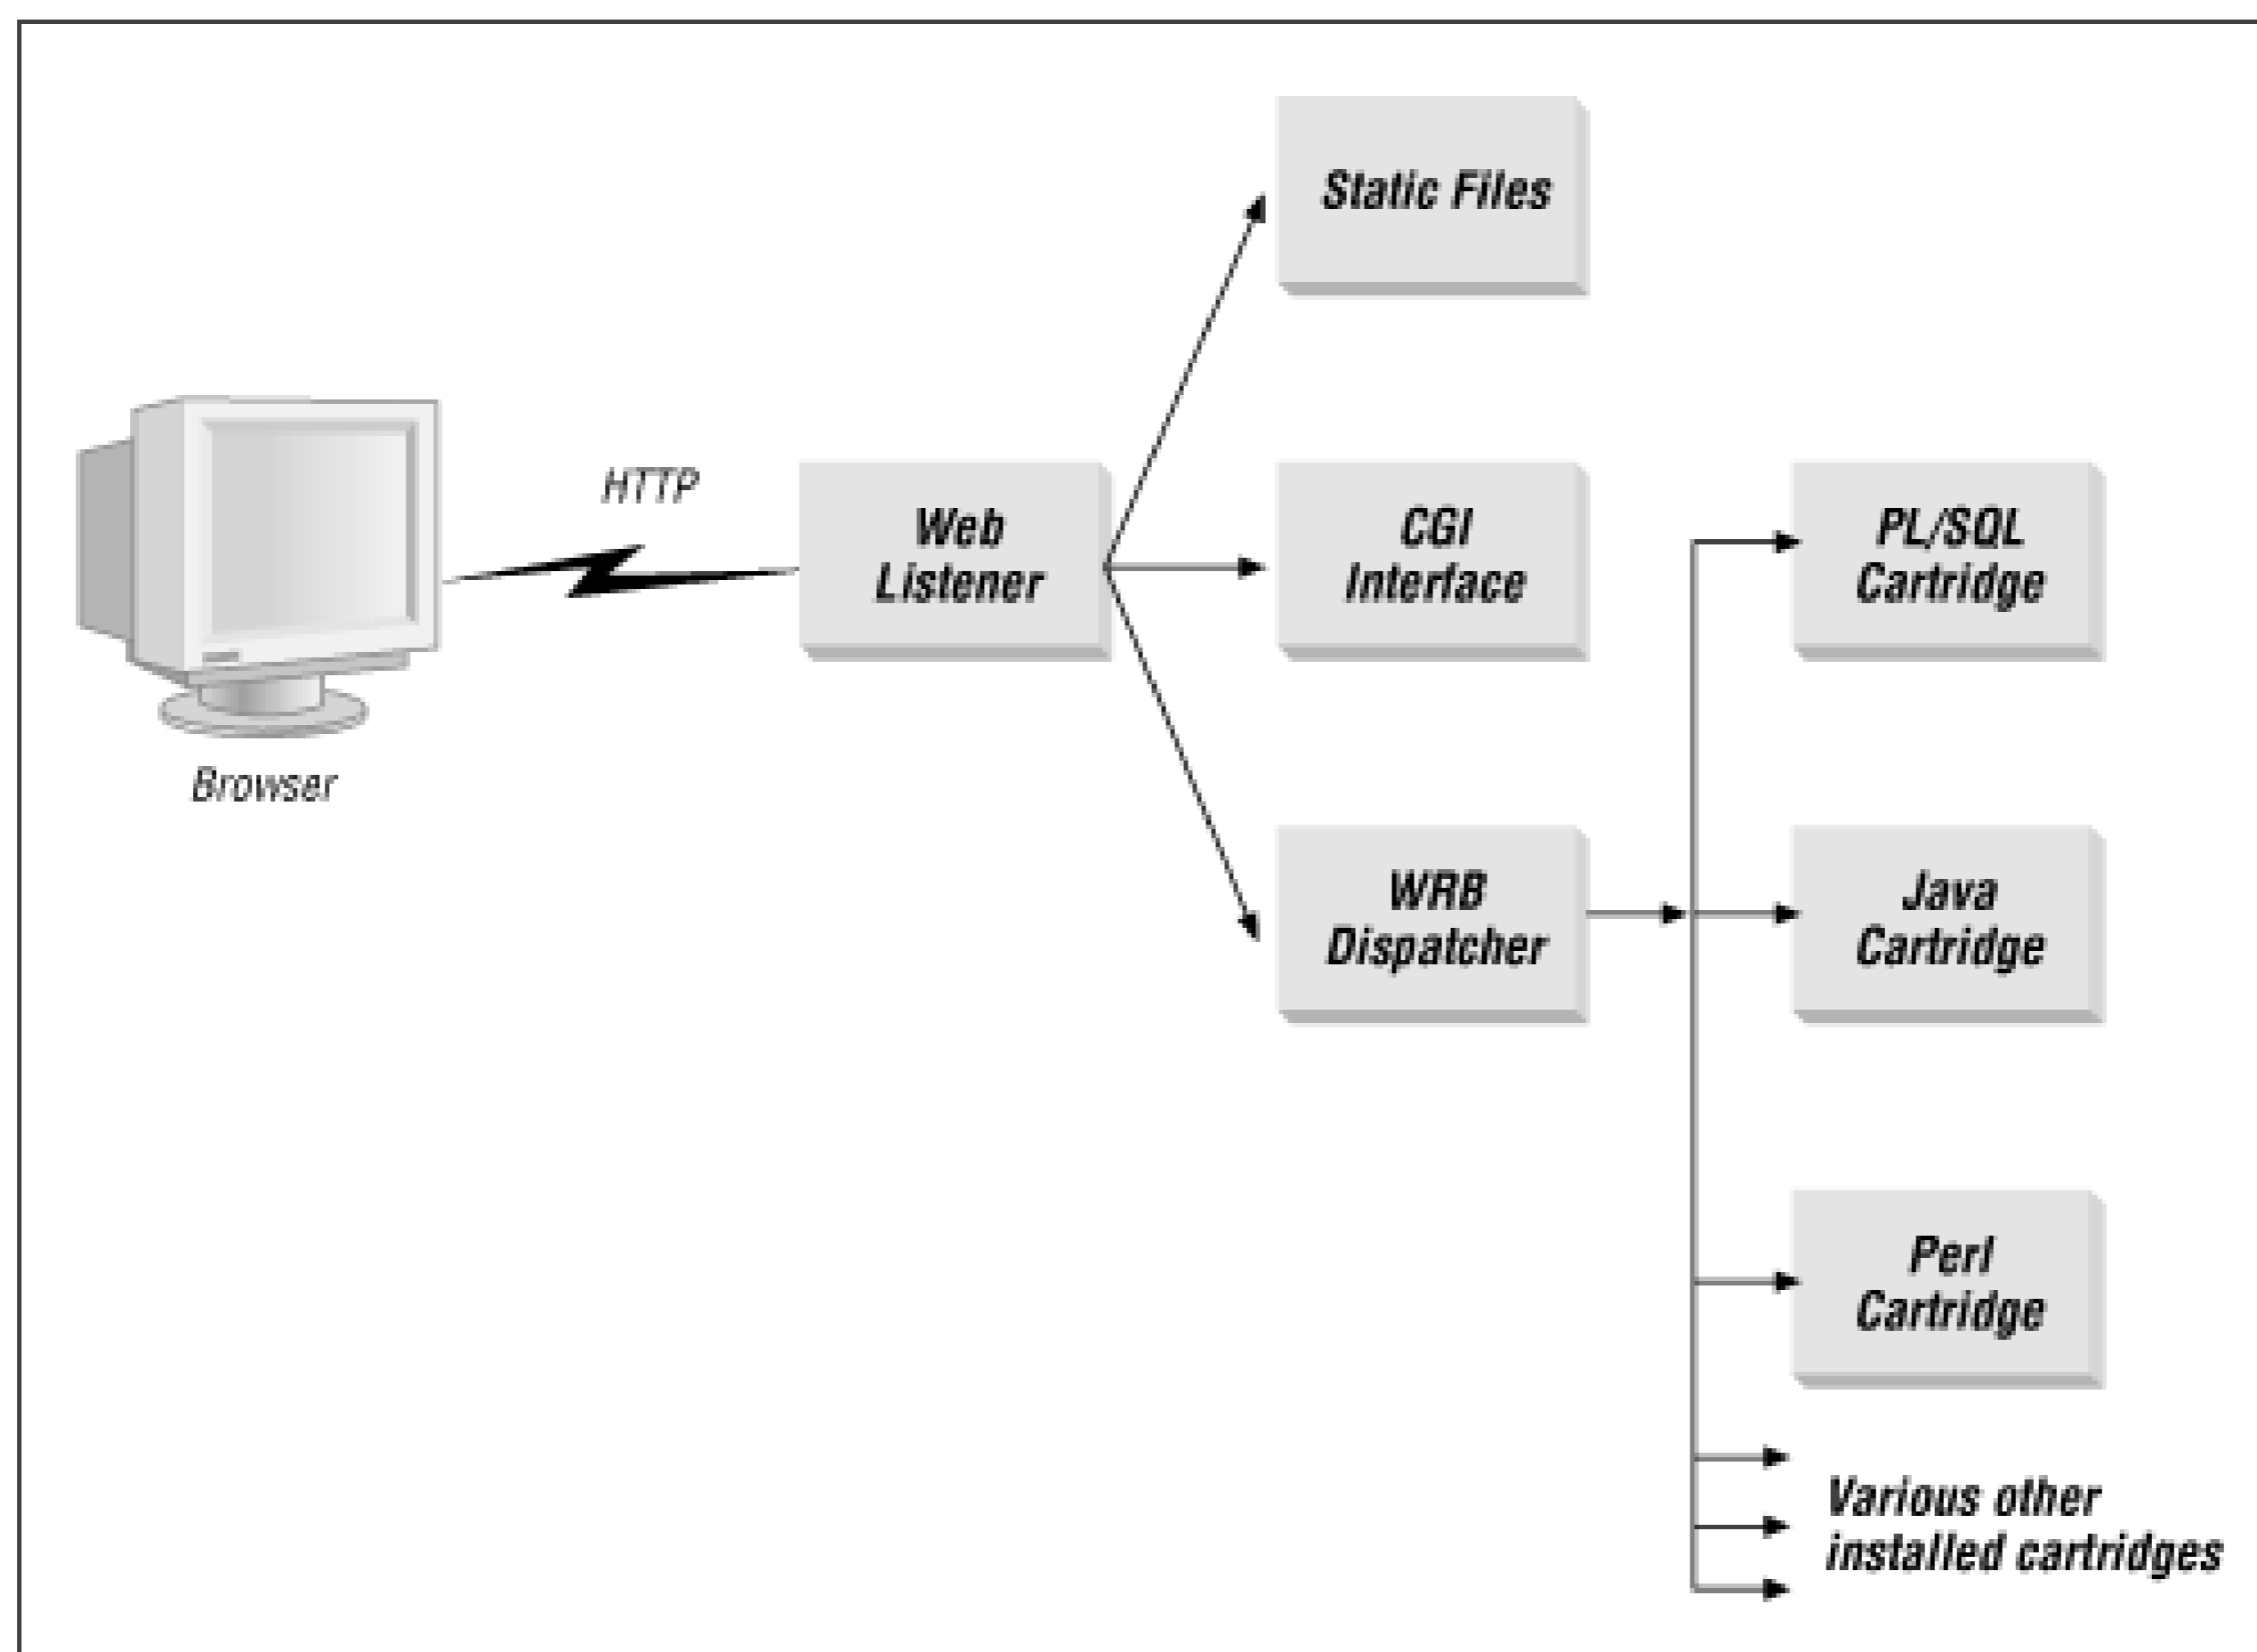 Static Files
HTTP
Web
Listener
CGI
Interface
PL/SQL
Cartridge
Browser
WRB
Dispatcher
Java
Cartridge
Perl
Cartridge
Various other
installed cartridges